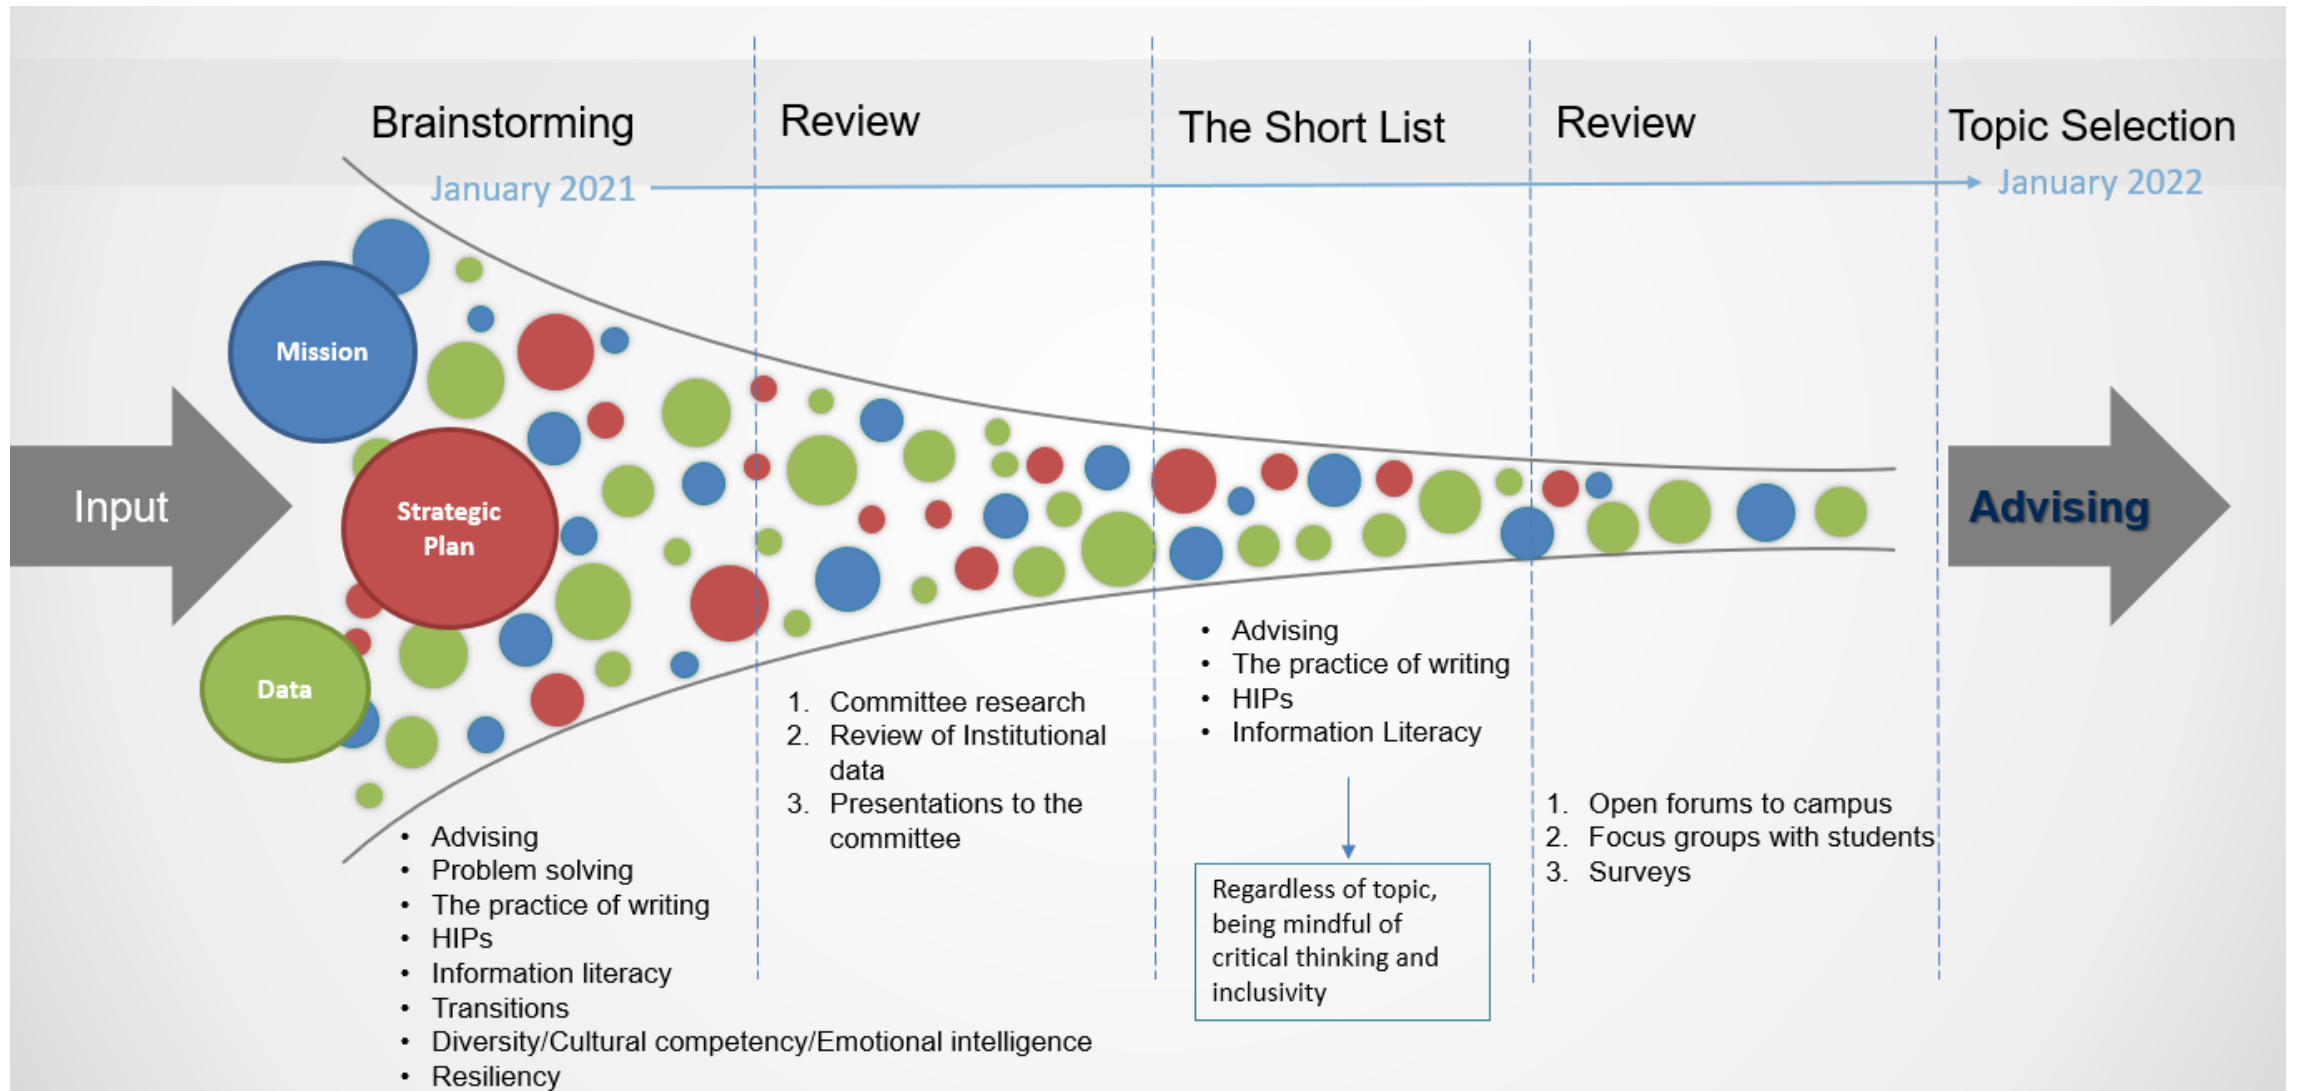 Brainstorming
Review
The Short List
Review
Topic Selection
January 2021
January 2022
Input
Mission
Strategic
Plan
Data
Advising
• Advising
• Problem solving
• The practice of writing
• HIPs
• Information literacy
• Transitions
• Diversity/Cultural competency/Emotional intelligence
• Resiliency
1. Committee research
2. Review of Institutional
data
3. Presentations to the
committee
• Advising
• The practice of writing
• HIPs
• Information Literacy
Regardless of topic,
being mindful of
critical thinking and
inclusivity
1. Open forums to campus
2. Focus groups with students
3. Surveys